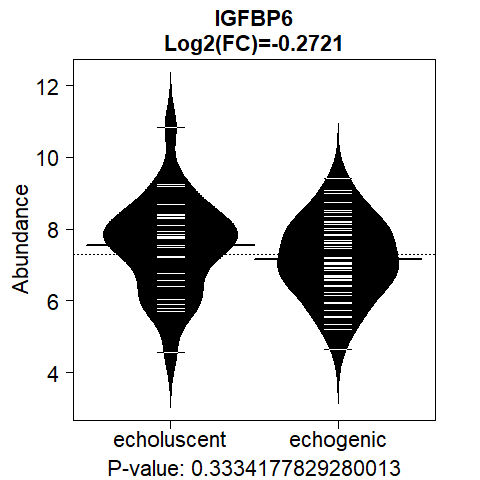 IGFBP6
Log2(FC)=-0.2721
12
10
8
6
4
Abundance
echoluscent echogenic
P-value: 0.3334177829280013